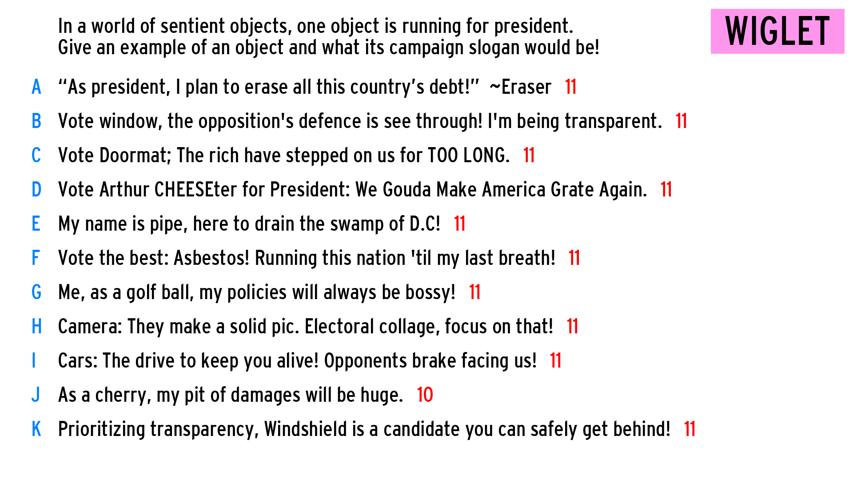 In a world of sentient objects, one object is running for president.
Give an example of an object and what its campaign slogan would be!
WIGLET
A “As president, I plan to erase all this country’s debt!” ~Eraser 11
B Vote window, the opposition's defence is see through! I'm being transparent. 11
C Vote Doormat; The rich have stepped on us for TOO LONG. 11
D Vote Arthur CHEESEter for President: We Gouda Make America Grate Again. 11
E My name is pipe, here to drain the swamp of D.C! 11
F Vote the best: Asbestos! Running this nation 'til my last breath! 11
G Me, as a golf ball, my policies will always be bossy! 11
H Camera: They make a solid pic. Electoral collage, focus on that! 11
I Cars: The drive to keep you alive! Opponents brake facing us! 11
J As a cherry, my pit of damages will be huge. 10
K Prioritizing transparency, Windshield is a candidate you can safely get behind! 11